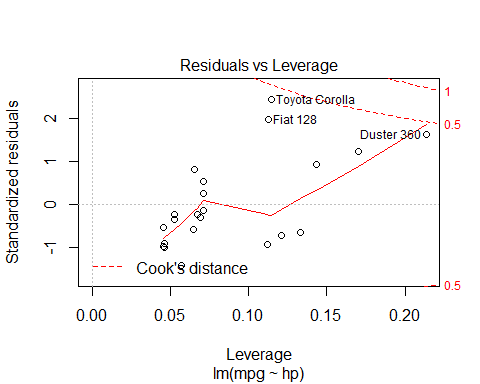 Residuals vs Leverage
Standardized residuals
2
1
0
-1
Toyota Corolla
Fiat 128
Duster 360
1
0.5
0.5
Cook's distance
0.00 0.05 0.10 0.15 0.20
Leverage
lm(mpg ~ hp)